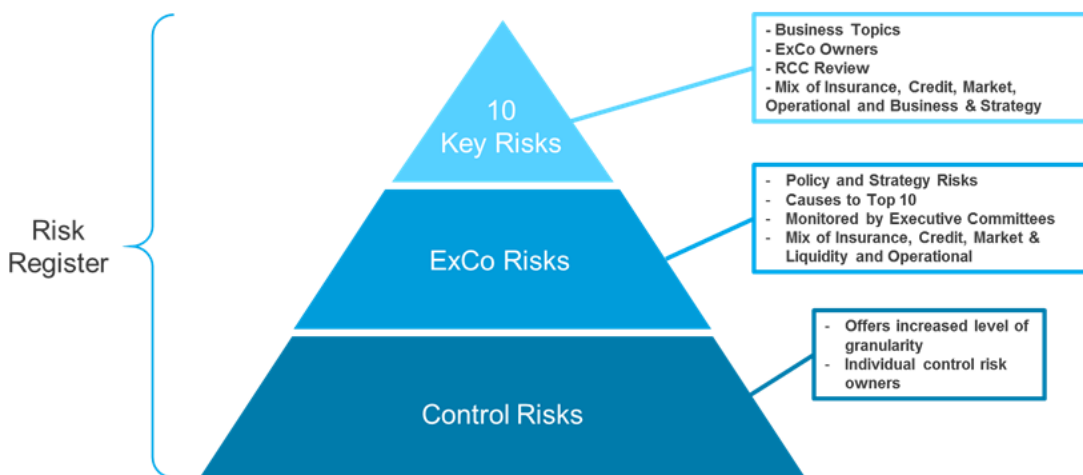 Risk
Register
10
Key Risks
ExCo Risks
Control Risks
- Business Topics
- ExCo Owners
- RCC Review
- Mix of Insurance, Credit, Market,
Operational and Business & Strategy
- Policy and Strategy Risks
- Causes to Top 10
- Monitored by Executive Committees
- Mix of Insurance, Credit, Market &
Liquidity and Operational
- Offers increased level of
granularity
- Individual control risk
owners